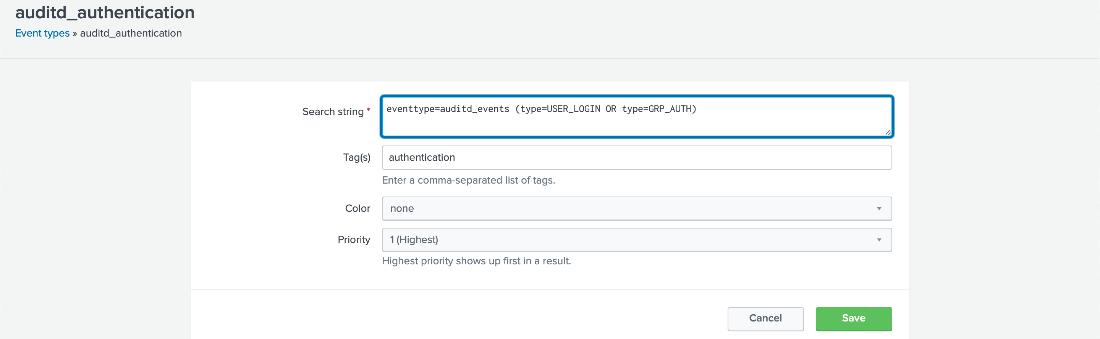 auditd_authentication
Event types » auditd_authentication
Search string *
eventtype=auditd_events (type=USER_LOGIN OR type=GRP_AUTH)
Tag(s)
authentication
Enter a comma-separated list of tags.
Color
none
Priority
1 (Highest)
Highest priority shows up first in a result.
Cancel
Save